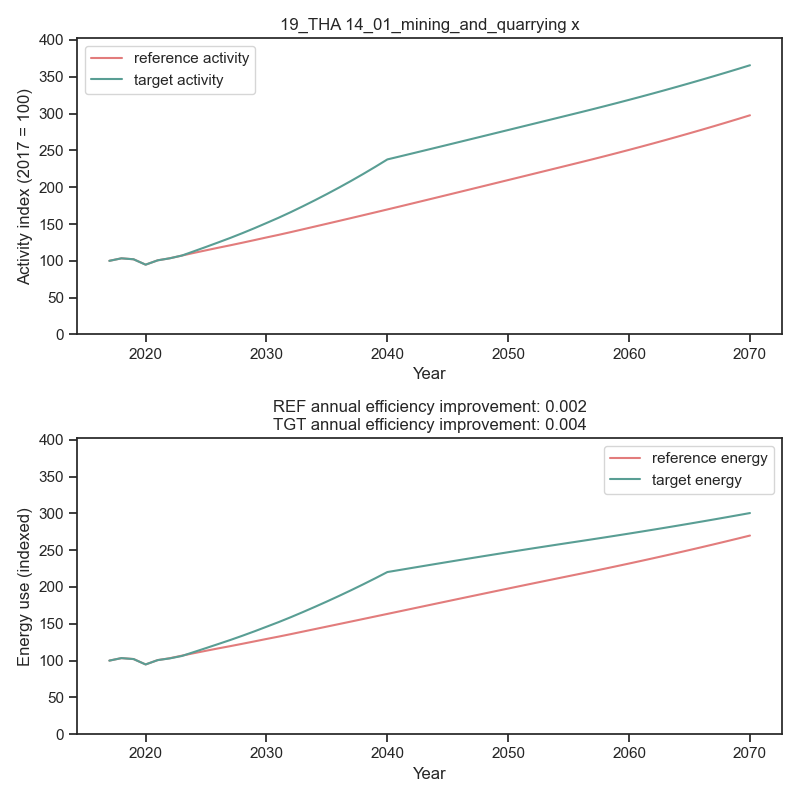 19_THA 14_01_mining_and_quarrying x
400
350
300
250
200
150
100
50
0
Activity index (2017 = 100)
reference activity
target activity
2020
2030
2040
2050
2060
2070
Year
REF annual efficiency improvement: 0.002
TGT annual efficiency improvement: 0.004
400
350
300
250
200
150
100
50
0
Energy use (indexed)
reference energy
target energy
2020
2030
2040
2050
2060
2070
Year